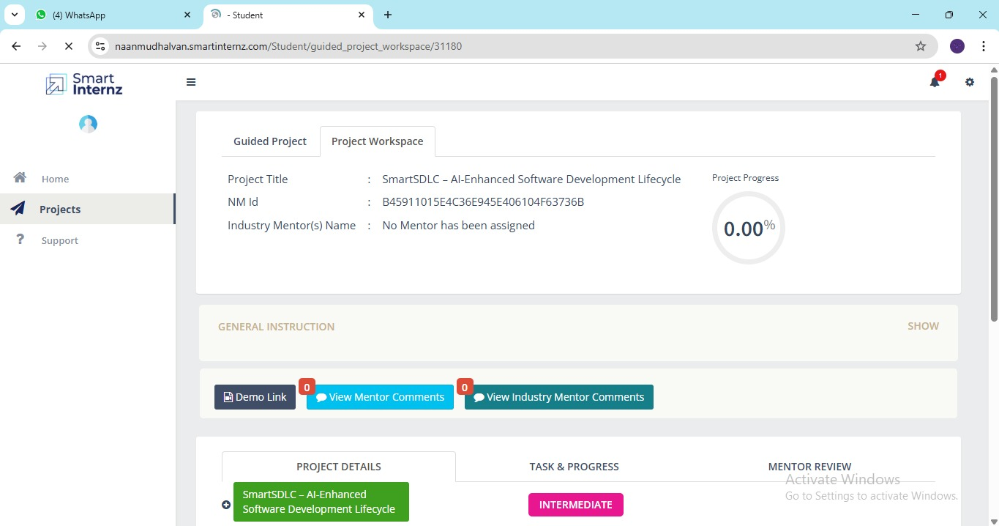 (4) WhatsApp
- Student
naanmudhalvan.smartinternz.com/Student/guided_project_workspace/31180
Smart
Internz
1
Home
Projects
Support
Guided Project
Project Workspace
Project Title : SmartSDLC – AI-Enhanced Software Development Lifecycle
NM Id : B45911015E4C36E945E406104F63736B
Industry Mentor(s) Name : No Mentor has been assigned
Project Progress
0.00%
GENERAL INSTRUCTION
SHOW
Demo Link
0
View Mentor Comments
0
View Industry Mentor Comments
PROJECT DETAILS
TASK & PROGRESS
MENTOR REVIEW
SmartSDLC – AI-Enhanced
Software Development Lifecycle
INTERMEDIATE
Activate Windows
Go to Settings to activate Windows.